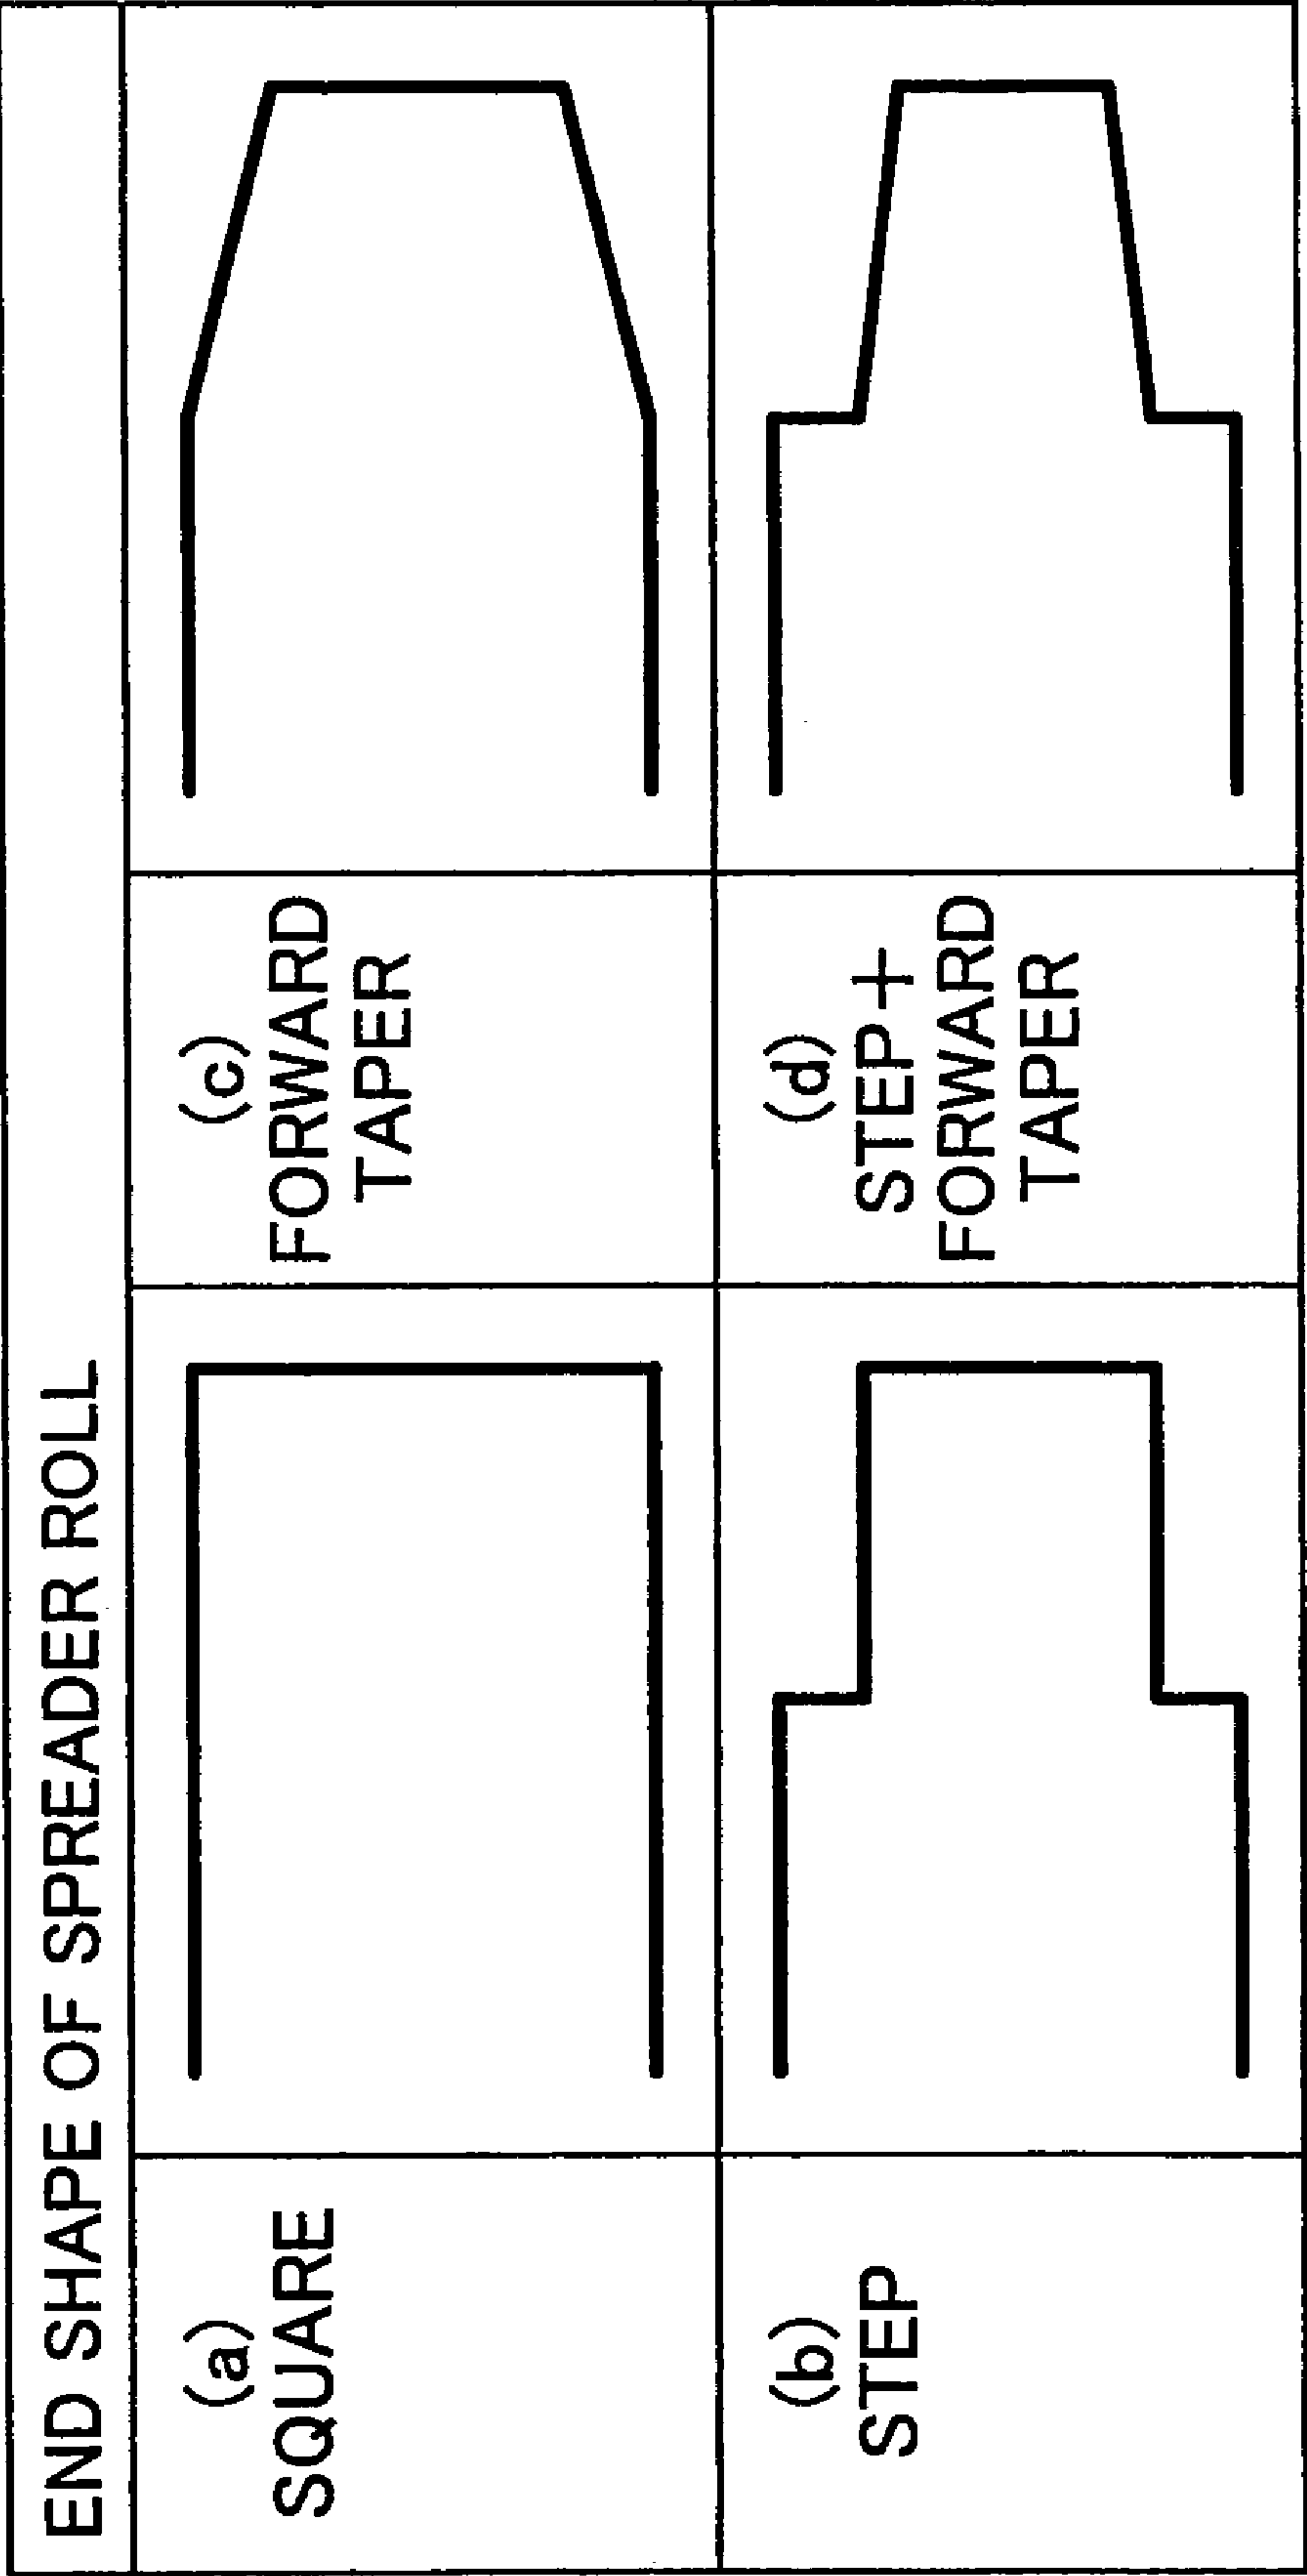 END SHAPE OF SPREADER ROLL
(a)
SQUARE
(c)
FORWARD
TAPER
(b)
STEP
(d)
STEP+
FORWARD
TAPER